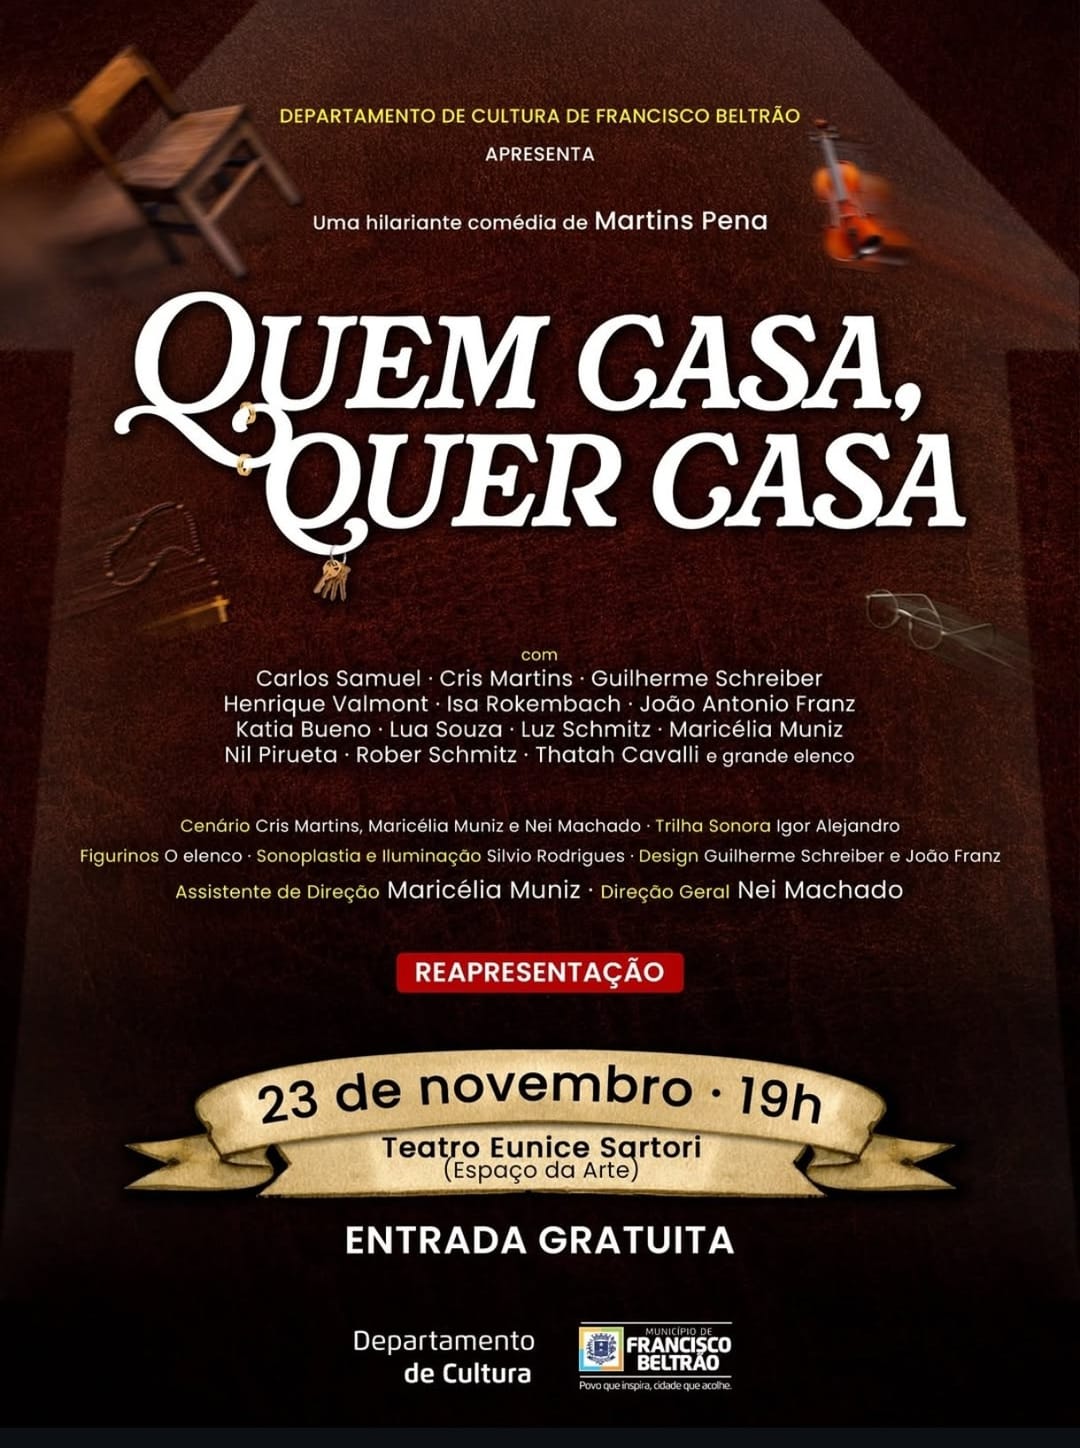 DEPARTAMENTO DE CULTURA DE FRANCISCO BELTRÃO
APRESENTA
Uma hilariante comédia de Martins Pena
QUEM CASA,
QUER CASA
com
Carlos Samuel · Cris Martins · Guilherme Schreiber
Henrique Valmont · Isa Rokembach · João Antonio Franz
Katia Bueno · Lua Souza · Luz Schmitz · Maricélia Muniz
Nil Pirueta · Rober Schmitz · Thatah Cavalli e grande elenco
Cenário Cris Martins, Maricélia Muniz e Nei Machado · Trilha Sonora Igor Alejandro
Figurinos O elenco · Sonoplastia e Iluminação Silvio Rodrigues · Design Guilherme Schreiber e João Franz
Assistente de Direção Maricélia Muniz · Direção Geral Nei Machado
REAPRESENTAÇÃO
23 de novembro · 19h
Teatro Eunice Sartori
(Espaço da Arte)
ENTRADA GRATUITA
Departamento
de Cultura
MUNICÍPIO DE
FRANCISCO
BELTRÃO
Povo que inspira, cidade que acolhe.